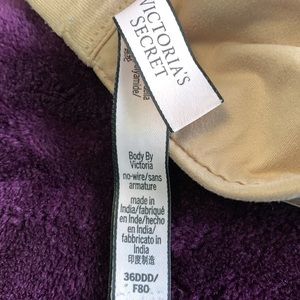 VICTORIA'S
SECRET
Body By
Victoria
no-wire/sans
armature
made in
India/fabriqué
en Inde/hecho
en India/
fabbricato in
India
印度制造
36DDD/
F80